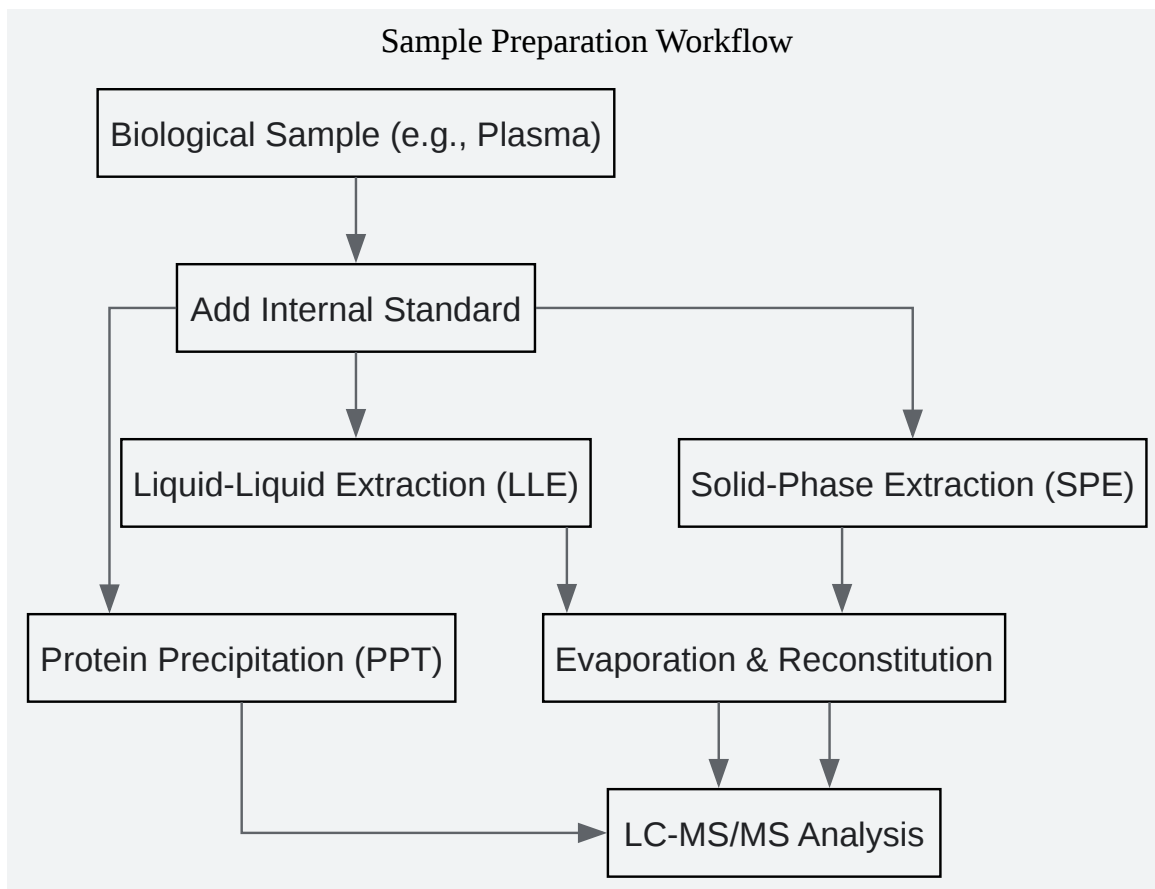 Sample Preparation Workflow
Biological Sample (e.g., Plasma)
Add Internal Standard
Liquid-Liquid Extraction (LLE)
Solid-Phase Extraction (SPE)
Protein Precipitation (PPT)
Evaporation & Reconstitution
LC-MS/MS Analysis